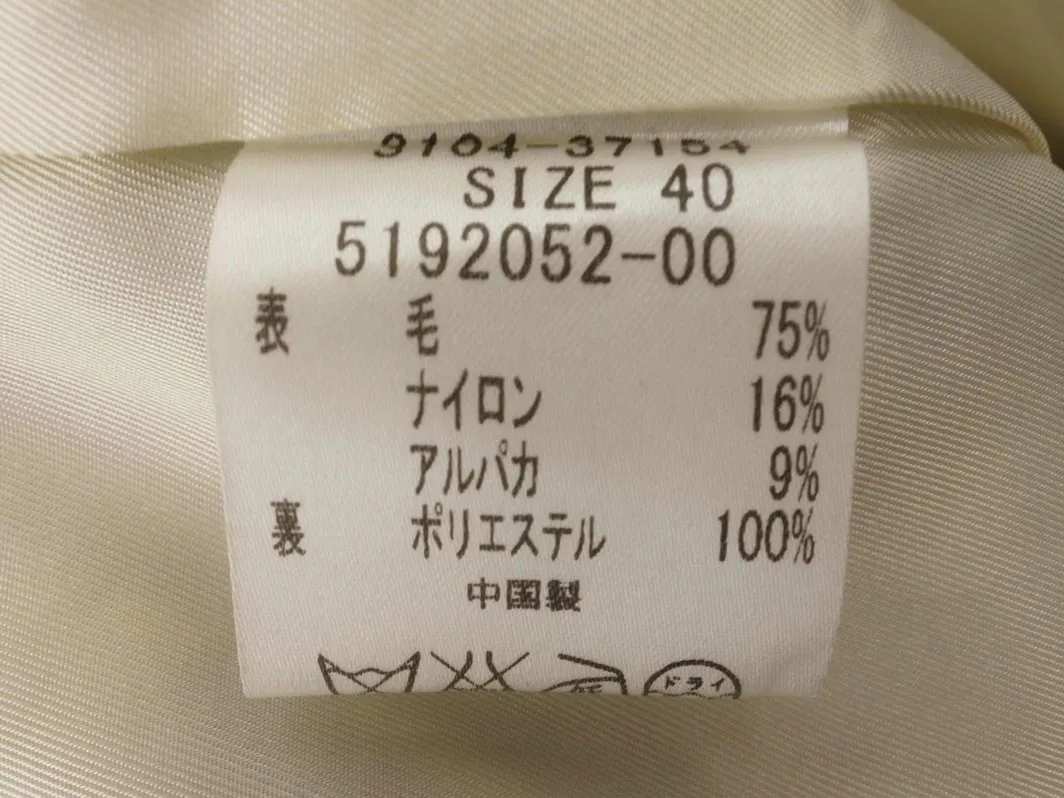 9104-37154
SIZE 40
5192052-00
表 毛 75%
ナイロン 16%
アルパカ 9%
裏 ポリエステル 100%
中国製
ドライ